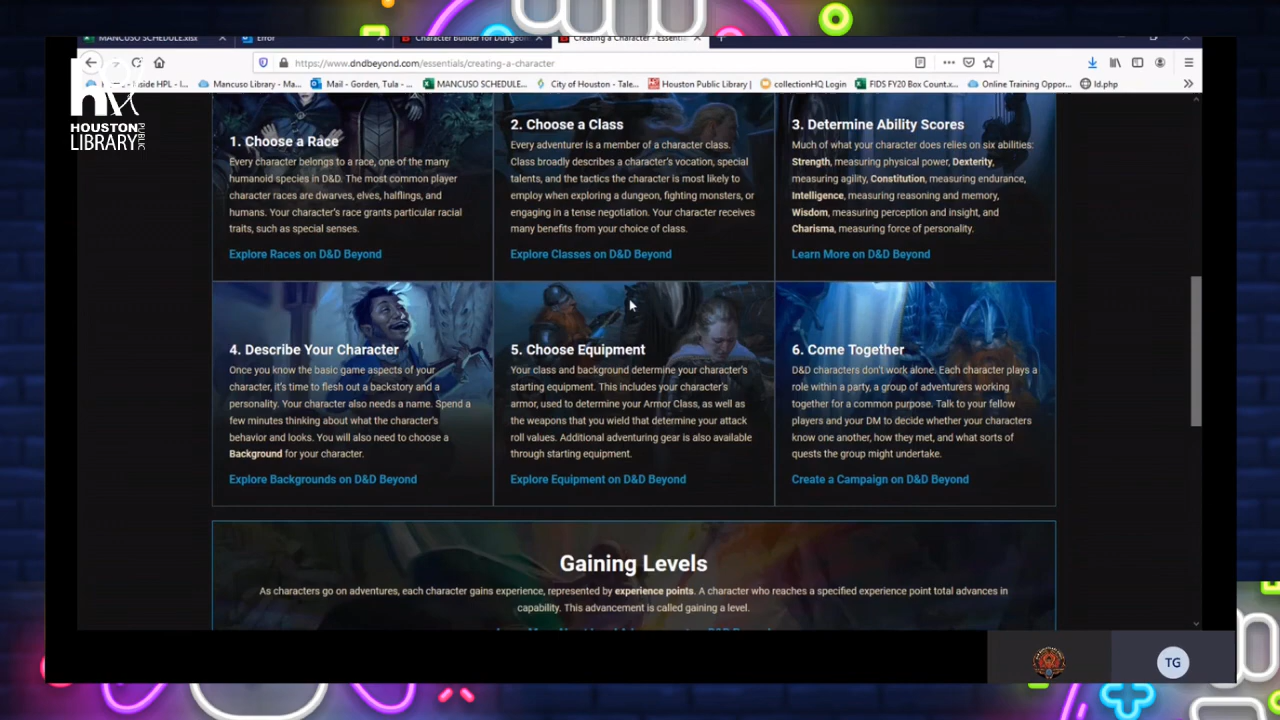 MANCUSO SCHEDULE.xlsx
Error
Character Builder for Dungeo
Creating a Character - Essentia
https://www.dndbeyond.com/essentials/creating-a-character
side HPL - I...
Mancuso Library - Ma...
Mail - Gorden, Tula - ...
MANCUSO SCHEDULE...
City of Houston - Tale...
Houston Public Library |
collectionHQ Login
FIDS FY20 Box Count.x...
Online Training Oppor...
ld.php
HOUSTON
LIBRARY
PUBLIC
1. Choose a Race
Every character belongs to a race, one of the many
humanoid species in D&D. The most common player
character races are dwarves, elves, halflings, and
humans. Your character's race grants particular racial
traits, such as special senses.
Explore Races on D&D Beyond
2. Choose a Class
Every adventurer is a member of a character class.
Class broadly describes a character's vocation, special
talents, and the tactics the character is most likely to
employ when exploring a dungeon, fighting monsters, or
engaging in a tense negotiation. Your character receives
many benefits from your choice of class.
Explore Classes on D&D Beyond
3. Determine Ability Scores
Much of what your character does relies on six abilities:
Strength, measuring physical power, Dexterity,
measuring agility, Constitution, measuring endurance,
Intelligence, measuring reasoning and memory,
Wisdom, measuring perception and insight, and
Charisma, measuring force of personality.
Learn More on D&D Beyond
4. Describe Your Character
Once you know the basic game aspects of your
character, it's time to flesh out a backstory and a
personality. Your character also needs a name. Spend a
few minutes thinking about what the character's
behavior and looks. You will also need to choose a
Background for your character.
Explore Backgrounds on D&D Beyond
5. Choose Equipment
Your class and background determine your character's
starting equipment. This includes your character's
armor, used to determine your Armor Class, as well as
the weapons that you wield that determine your attack
roll values. Additional adventuring gear is also available
through starting equipment.
Explore Equipment on D&D Beyond
6. Come Together
D&D characters don't work alone. Each character plays a
role within a party, a group of adventurers working
together for a common purpose. Talk to your fellow
players and your DM to decide whether your characters
know one another, how they met, and what sorts of
quests the group might undertake.
Create a Campaign on D&D Beyond
Gaining Levels
As characters go on adventures, each character gains experience, represented by experience points. A character who reaches a specified experience point total advances in
capability. This advancement is called gaining a level.
TG